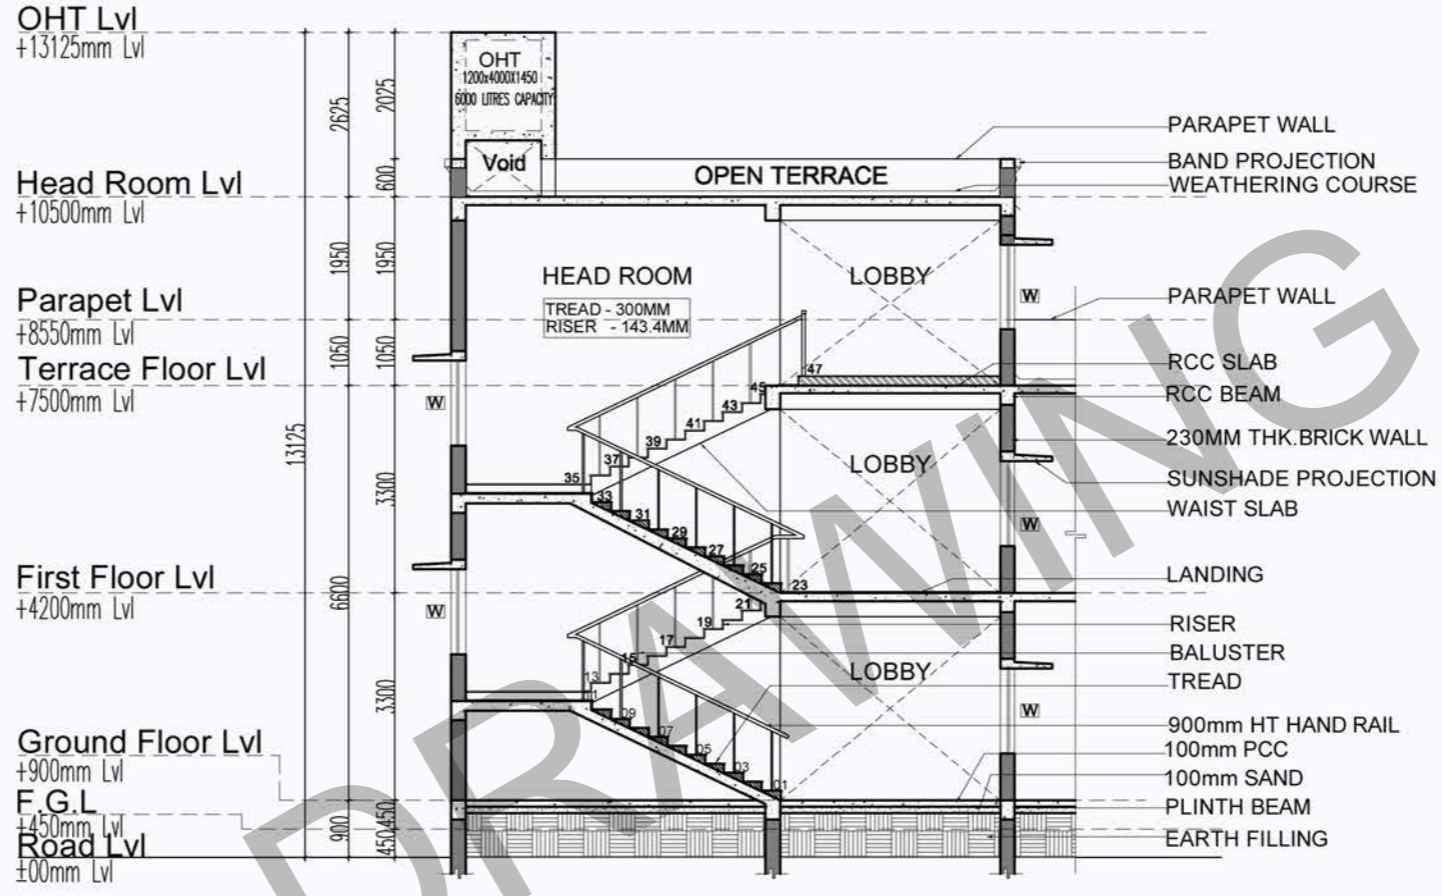 OHT Lvl
+13125mm Lvl
Head Room Lvl
+10500mm Lvl
Parapet Lvl
+8550mm Lvl
Terrace Floor Lvl
+7500mm Lvl
First Floor Lvl
+4200mm Lvl
Ground Floor Lvl
+900mm Lvl
F.G.L
+450mm Lvl
Road Lvl
±00mm Lvl
13125
2625
1950
1050
6600
900
2025
600
1950
1050
3300
3300
450
450
OHT
1200x4000X1450
6000 LITRES CAPACITY
Void
OPEN TERRACE
HEAD ROOM
TREAD - 300MM
RISER - 143.4MM
LOBBY
LOBBY
LOBBY
W
W
W
W
W
47
45
43
41
39
37
35
33
31
29
27
25
23
21
19
17
15
13
11
09
07
05
03
01
PARAPET WALL
BAND PROJECTION
WEATHERING COURSE
PARAPET WALL
RCC SLAB
RCC BEAM
230MM THK.BRICK WALL
SUNSHADE PROJECTION
WAIST SLAB
LANDING
RISER
BALUSTER
TREAD
900mm HT HAND RAIL
100mm PCC
100mm SAND
PLINTH BEAM
EARTH FILLING
DRAWING